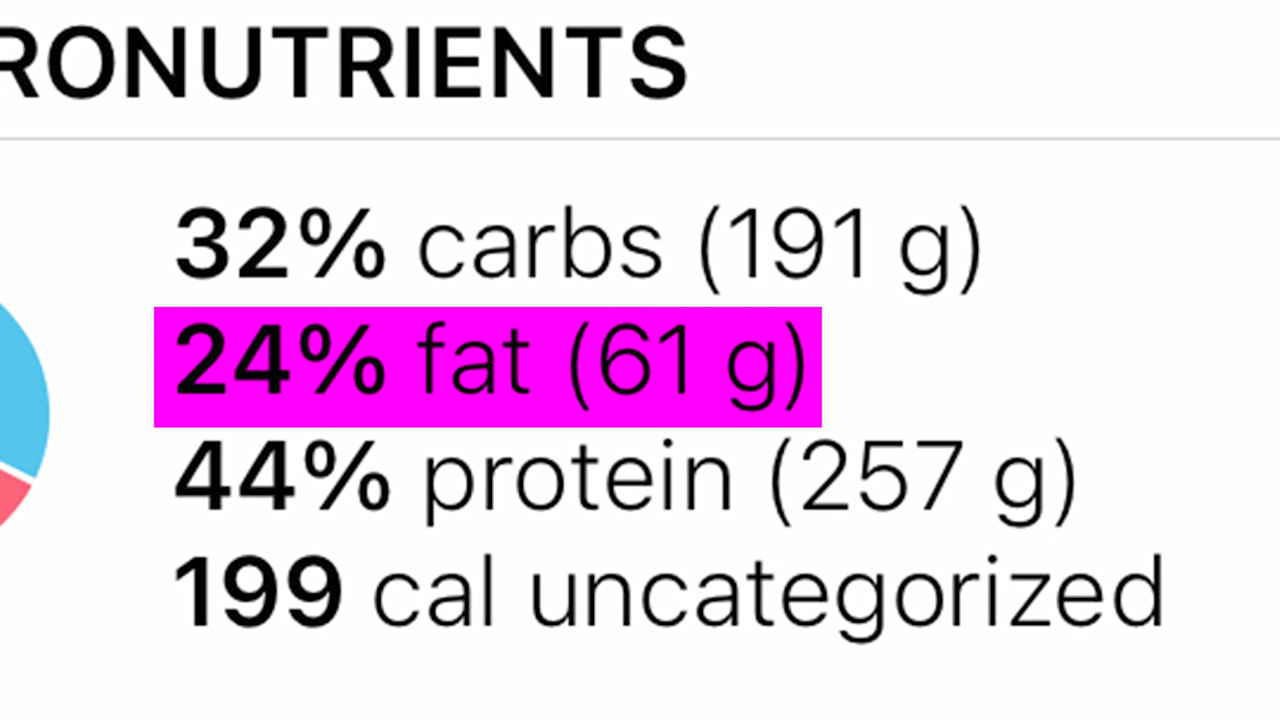 RONUTRIENTS
32% carbs (191 g)
24% fat (61 g)
44% protein (257 g)
199 cal uncategorized